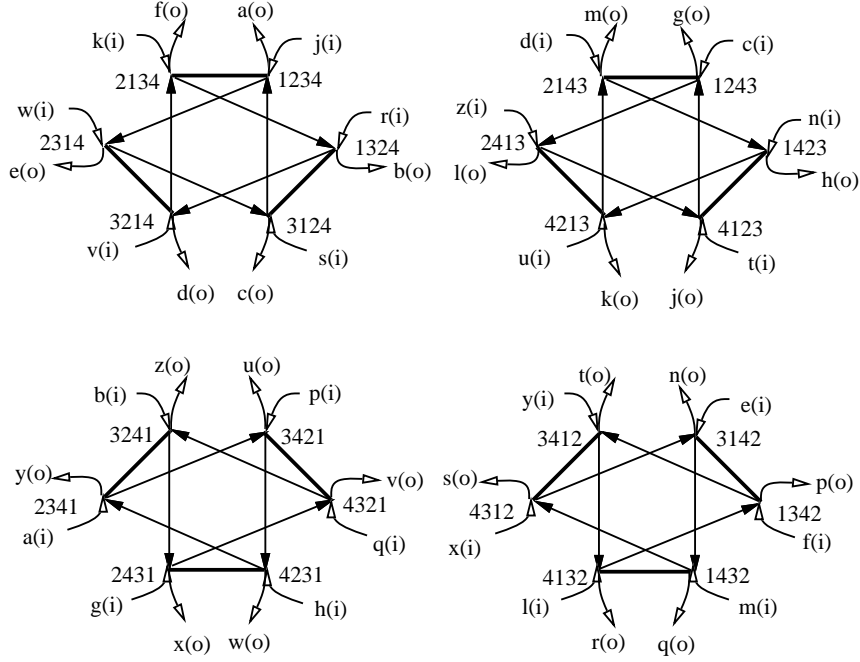 f(o) a(o)
k(i) j(i)
2134 1234
w(i) r(i)
2314 1324
e(o) b(o)
3214 3124
v(i) s(i)
d(o) c(o)
m(o) g(o)
d(i) c(i)
2143 1243
z(i) n(i)
2413 1423
l(o) h(o)
4213 4123
u(i) t(i)
k(o) j(o)
z(o) u(o)
b(i) p(i)
3241 3421
y(o) v(o)
2341 4321
a(i) q(i)
2431 4231
g(i) h(i)
x(o) w(o)
t(o) n(o)
y(i) e(i)
3412 3142
s(o) p(o)
4312 1342
x(i) f(i)
4132 1432
l(i) m(i)
r(o) q(o)